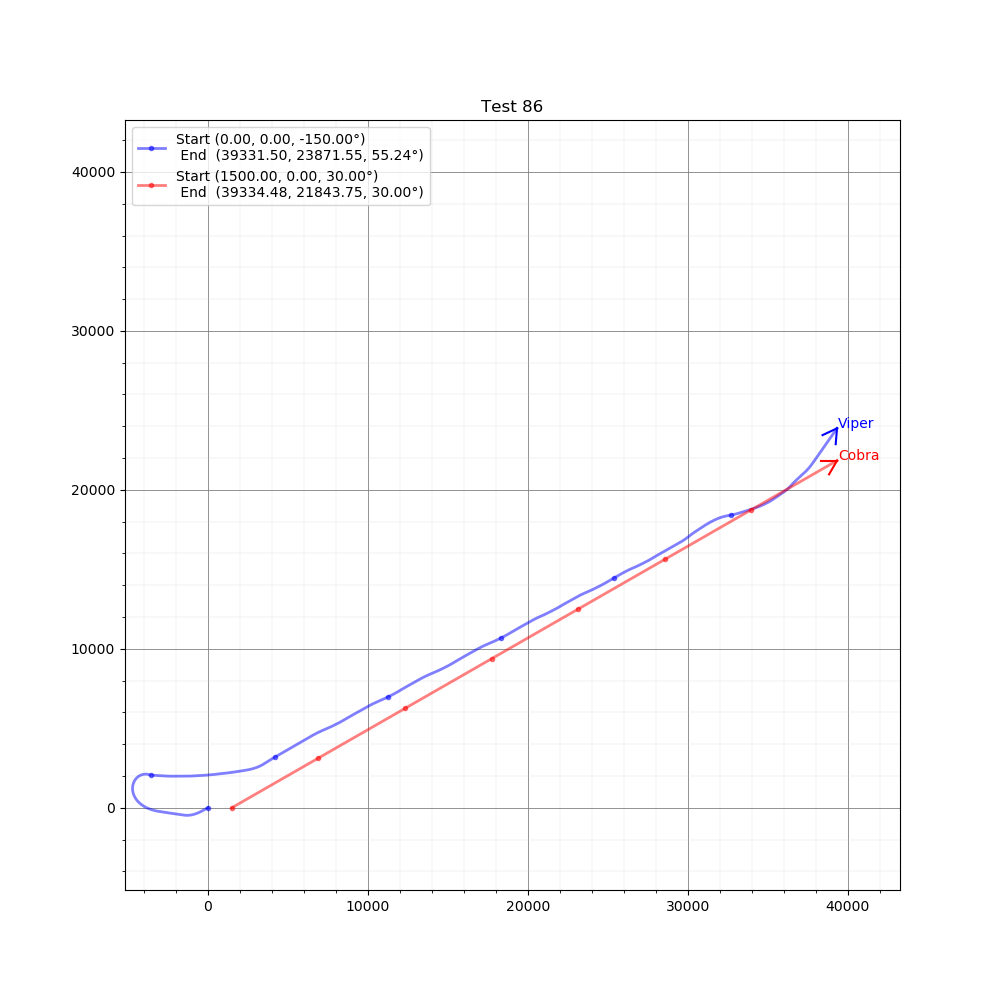 Test 86
Start (0.00, 0.00, -150.00°)
End (39331.50, 23871.55, 55.24°)
Start (1500.00, 0.00, 30.00°)
End (39334.48, 21843.75, 30.00°)
40000
30000
20000
10000
0
Viper
Cobra
0
10000
20000
30000
40000